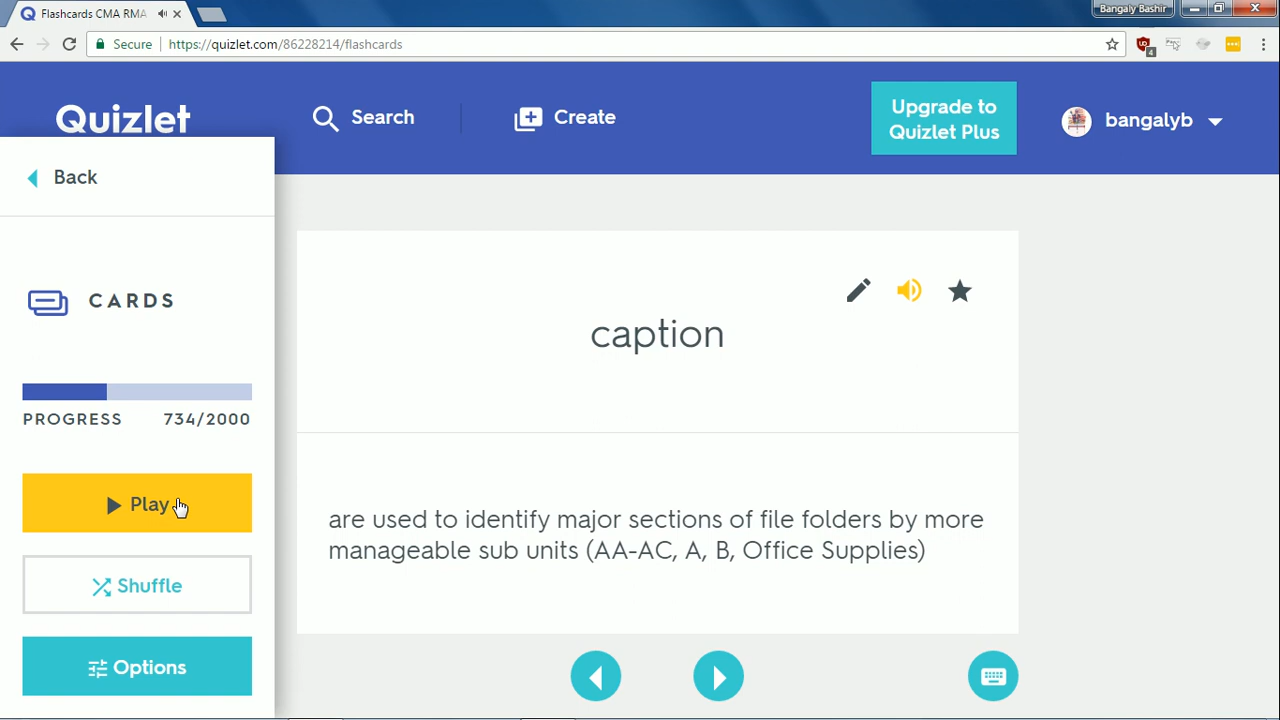 Flashcards CMA RMA
Bangaly Bashir
Secure
https://quizlet.com/86228214/flashcards
4
Quizlet
Search
Create
Upgrade to
Quizlet Plus
bangalyb
Back
CARDS
PROGRESS 734/2000
Play
Shuffle
Options
caption
are used to identify major sections of file folders by more
manageable sub units (AA-AC, A, B, Office Supplies)